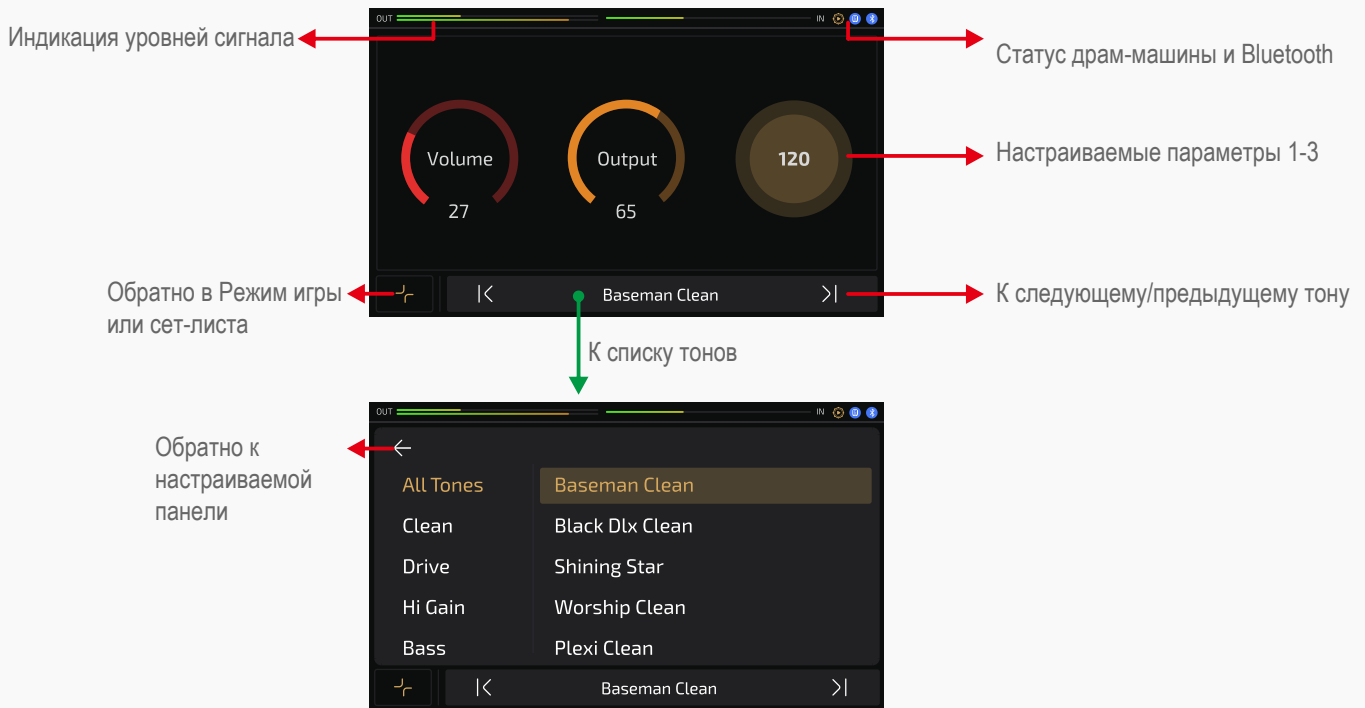 OUT
IN
Индикация уровней сигнала
Статус драм-машины и Bluetooth
Volume
27
Output
65
120
Настраиваемые параметры 1-3
Обратно в Режим игры
или сет-листа
Baseman Clean
К следующему/предыдущему тону
К списку тонов
OUT
IN
Обратно к
настраиваемой
панели
All Tones
Clean
Drive
Hi Gain
Bass
Baseman Clean
Black Dlx Clean
Shining Star
Worship Clean
Plexi Clean
Baseman Clean